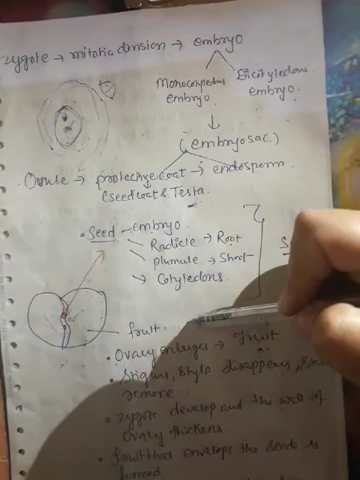 zygote → mitotic division → embryo
Monocotyledons Dicotyledons
embryo embryo.
(embryosac)
Ovule → protective coat → endosperm
(Seedcoat & Testa.
• Seed — embryo
Radicle → Root
plumule → Shoot
→ Cotyledons
fruit.
• Ovary enlarges → Fruit
• Stigma, Style disappears,
remove..
• zygote develop and the wall of
Ovary thickens.
• fruit that envelops the seeds is
formed